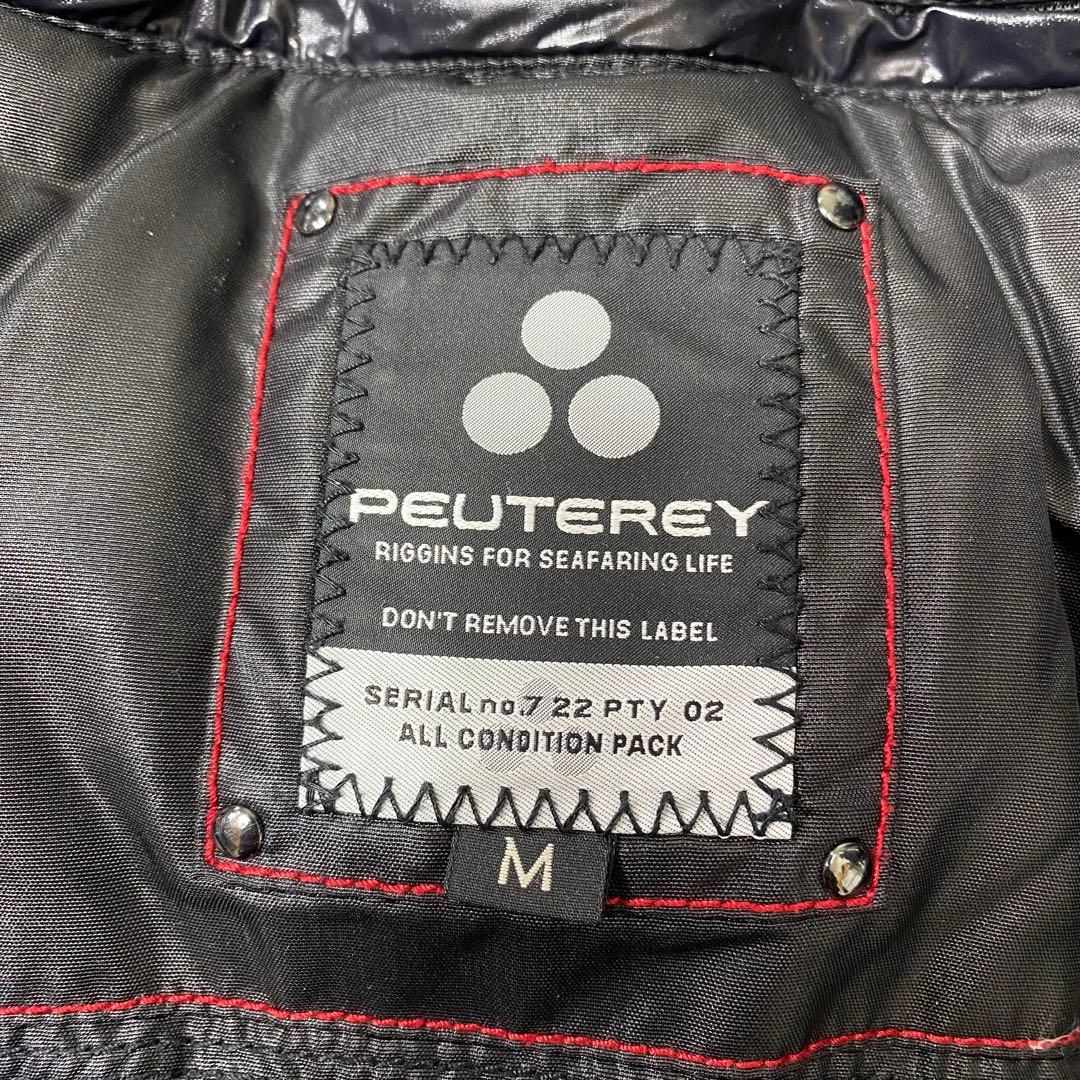 PEUTEREY
RIGGINS FOR SEAFARING LIFE
DON'T REMOVE THIS LABEL
SERIAL no.7 22 PTY 02
ALL CONDITION PACK
M